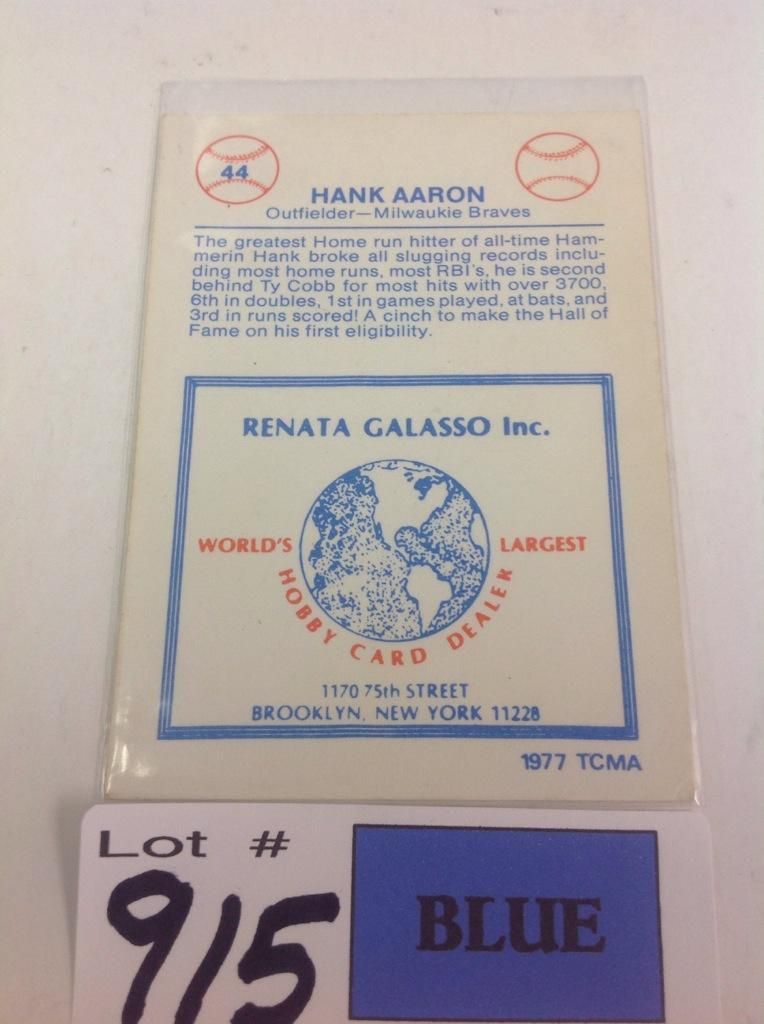 44
HANK AARON
Outfielder—Milwaukie Braves
The greatest Home run hitter of all-time Ham-
merin Hank broke all slugging records inclu-
ding most home runs, most RBI's, he is second
behind Ty Cobb for most hits with over 3700,
6th in doubles, 1st in games played, at bats, and
3rd in runs scored! A cinch to make the Hall of
Fame on his first eligibility.
RENATA GALASSO Inc.
WORLD'S LARGEST
HOBBY CARD DEALER
1170 75th STREET
BROOKLYN, NEW YORK 11228
1977 TCMA
Lot #
915
BLUE